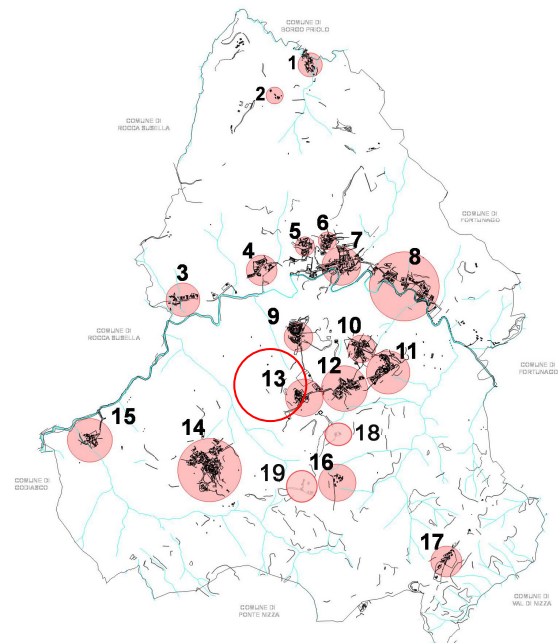 COMUNE DI
BORGO PRIOLO
1
2
COMUNE DI
ROCCA SUSELLA
6
5
7
COMUNE DI
FORTUNAGO
4
8
3
9
COMUNE DI
ROCCA SUSELLA
10
11
COMUNE DI
FORTUNAGO
13
12
15
14
18
19
16
COMUNE DI
GODIASCO
17
COMUNE DI
PONTE NIZZA
COMUNE DI
VAL DI NIZZA